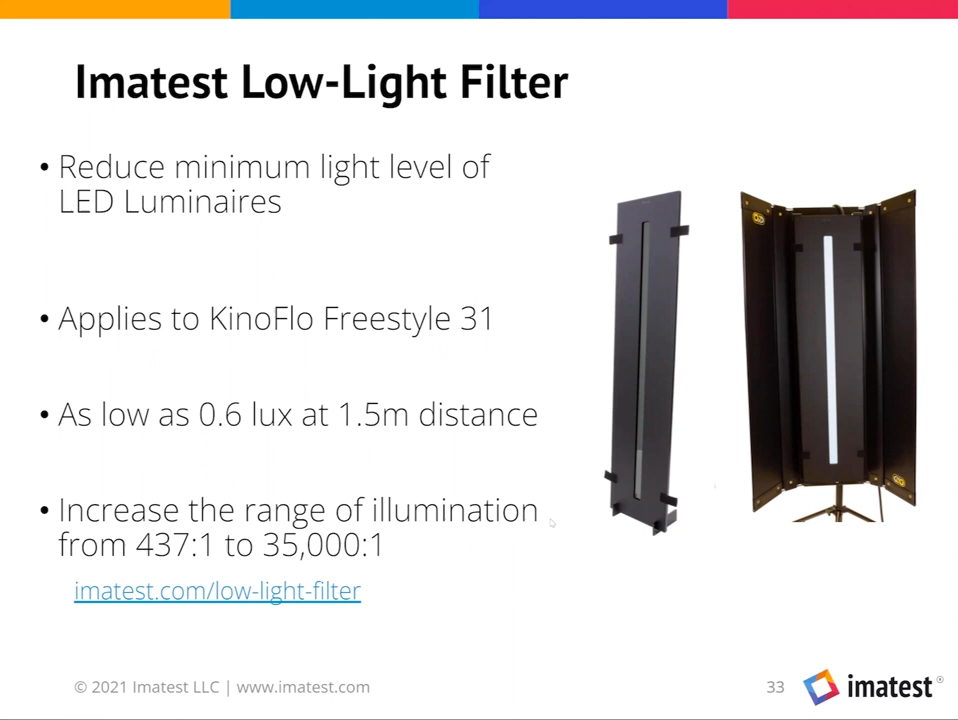 Imatest Low-Light Filter
• Reduce minimum light level of
LED Luminaires
• Applies to KinoFlo Freestyle 31
• As low as 0.6 lux at 1.5m distance
• Increase the range of illumination
from 437:1 to 35,000:1
imatest.com/low-light-filter
© 2021 Imatest LLC | www.imatest.com
33
imatest®